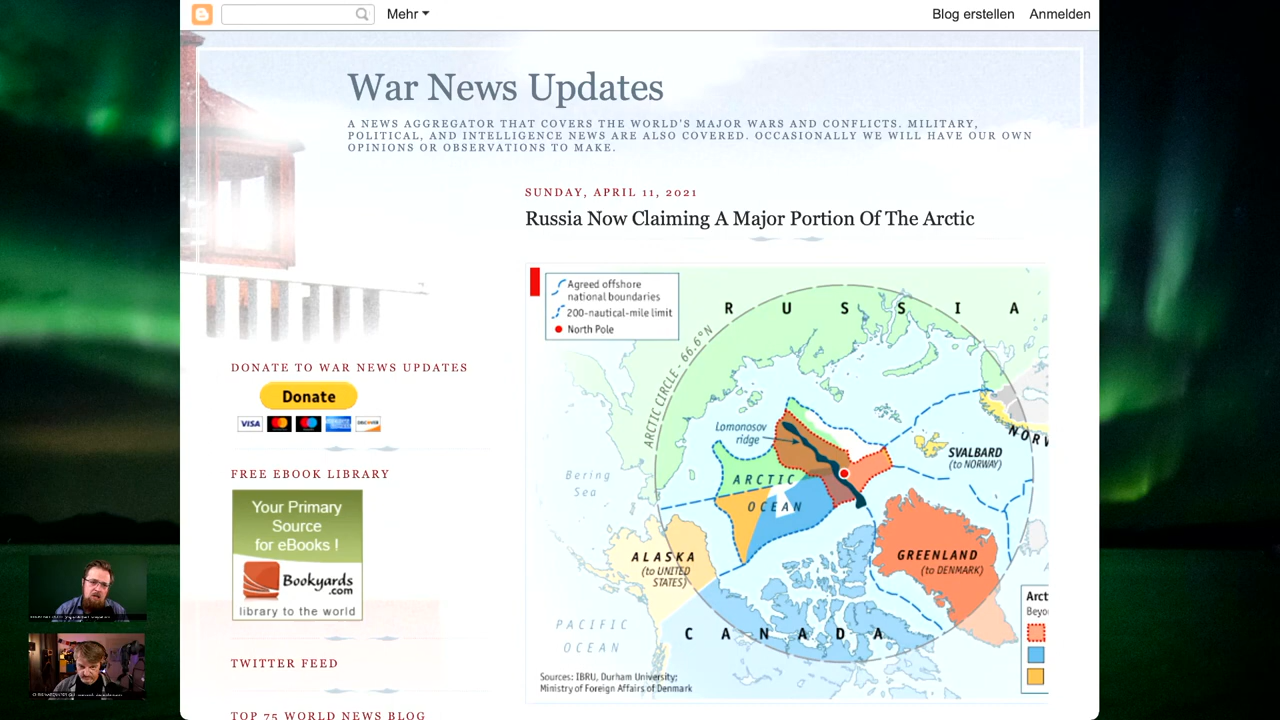 Mehr
Blog erstellen
Anmelden
War News Updates
A NEWS AGGREGATOR THAT COVERS THE WORLD'S MAJOR WARS AND CONFLICTS. MILITARY,
POLITICAL, AND INTELLIGENCE NEWS ARE ALSO COVERED. OCCASIONALLY WE WILL HAVE OUR OWN
OPINIONS OR OBSERVATIONS TO MAKE.
SUNDAY, APRIL 11, 2021
Russia Now Claiming A Major Portion Of The Arctic
Agreed offshore
national boundaries
200-nautical-mile limit
North Pole
RUSSIA
ARCTIC CIRCLE - 66.6°N
Lomonosov
ridge
NORW
SVALBARD
(to NORWAY)
Bering
Sea
ARCTIC
OCEAN
ALASKA
(to UNITED
STATES)
GREENLAND
(to DENMARK)
PACIFIC
OCEAN
CANADA
Arct
Beyo
Sources: IBRU, Durham University;
Ministry of Foreign Affairs of Denmark
DONATE TO WAR NEWS UPDATES
Donate
VISA
DISCOVER
FREE EBOOK LIBRARY
Your Primary
Source
for eBooks !
Bookyards
.com
library to the world
TWITTER FEED
TOP 75 WORLD NEWS BLOG